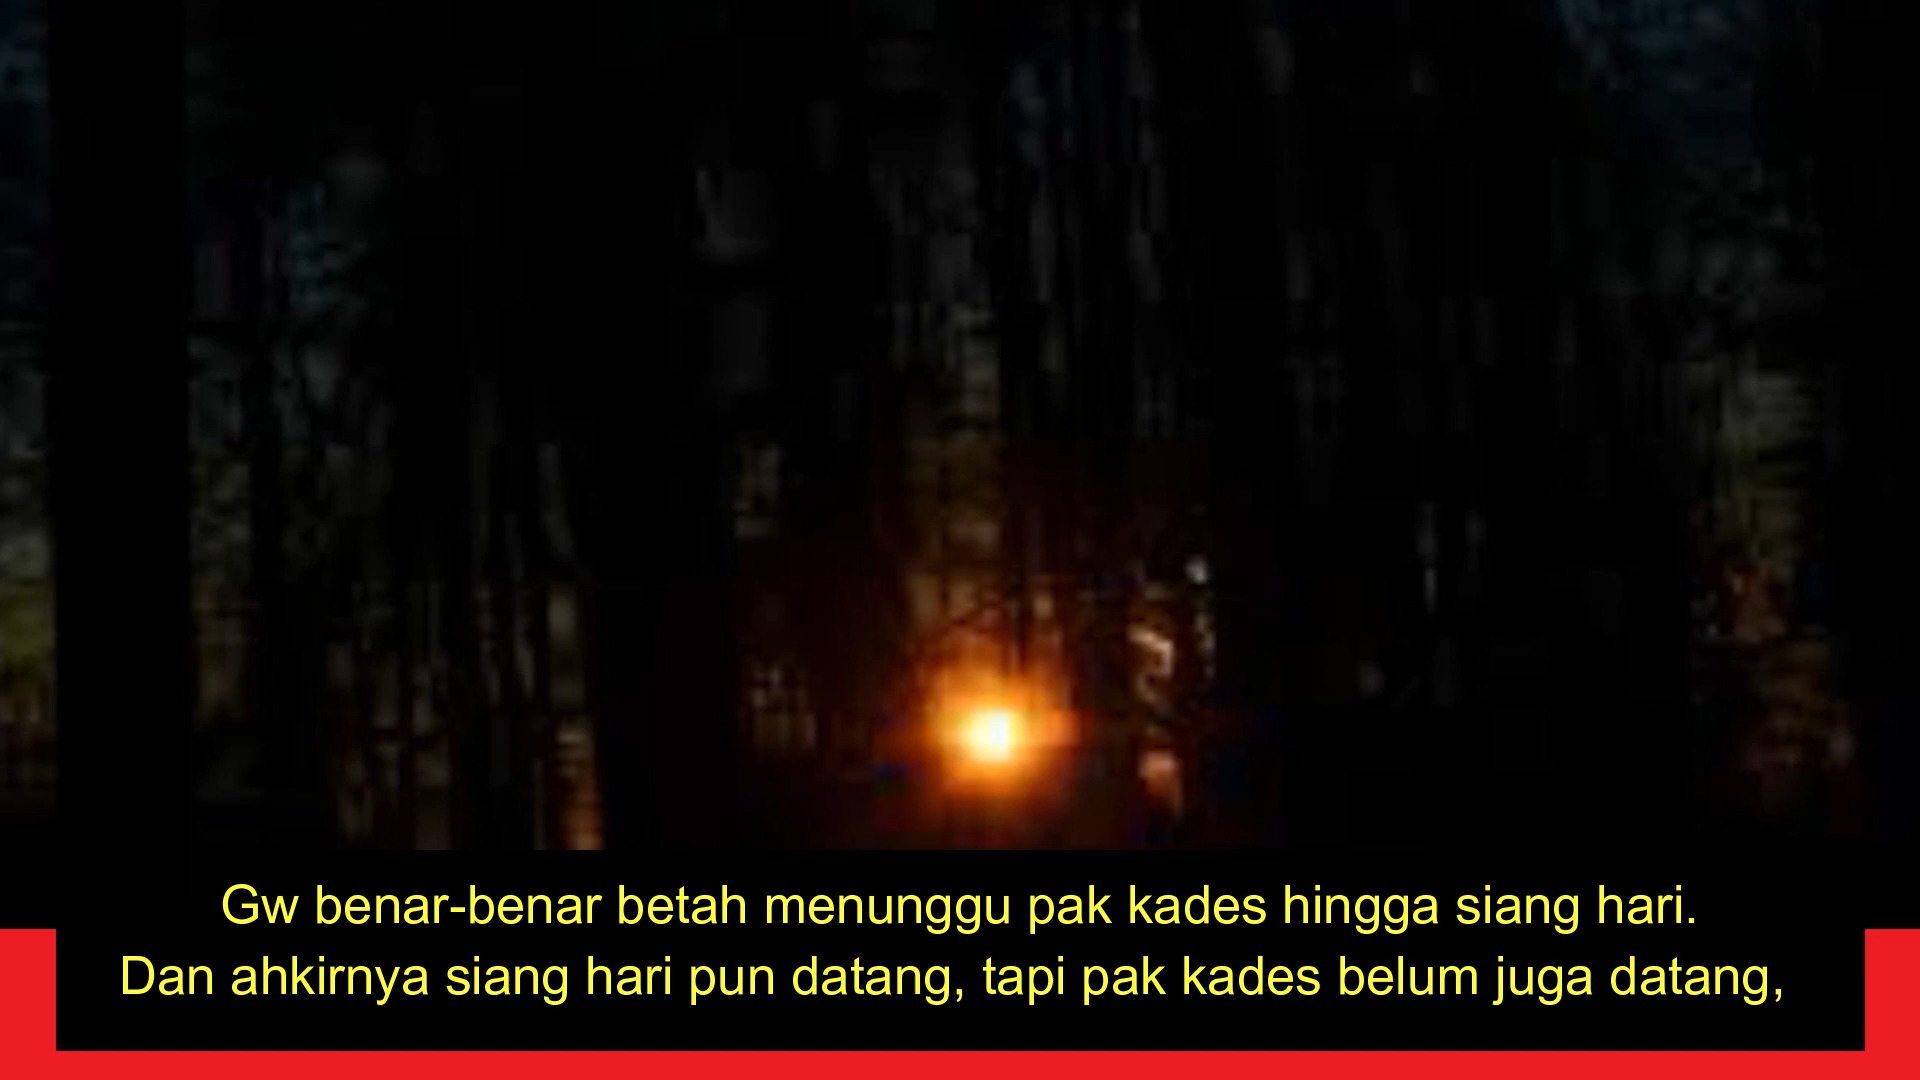 Gw benar-benar betah menunggu pak kades hingga siang hari.
Dan ahkirnya siang hari pun datang, tapi pak kades belum juga datang,